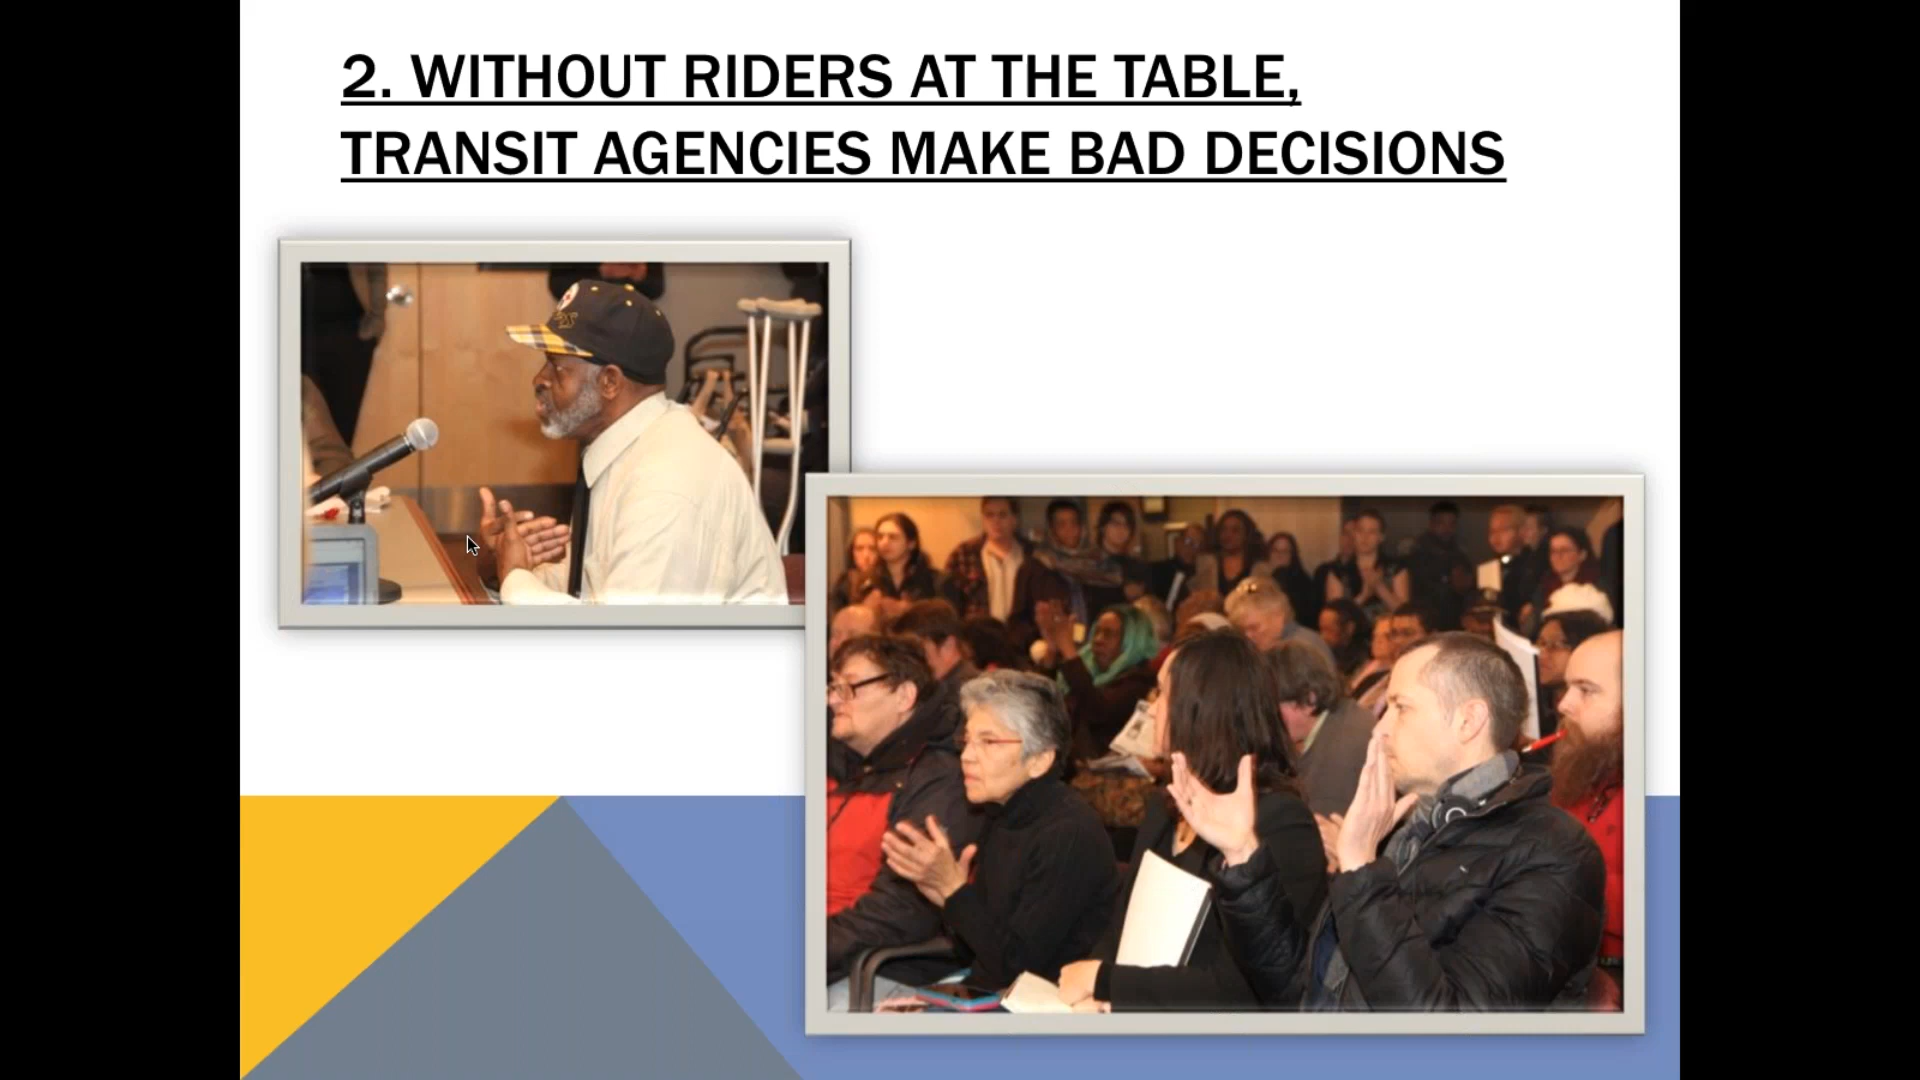 2. WITHOUT RIDERS AT THE TABLE,
TRANSIT AGENCIES MAKE BAD DECISIONS